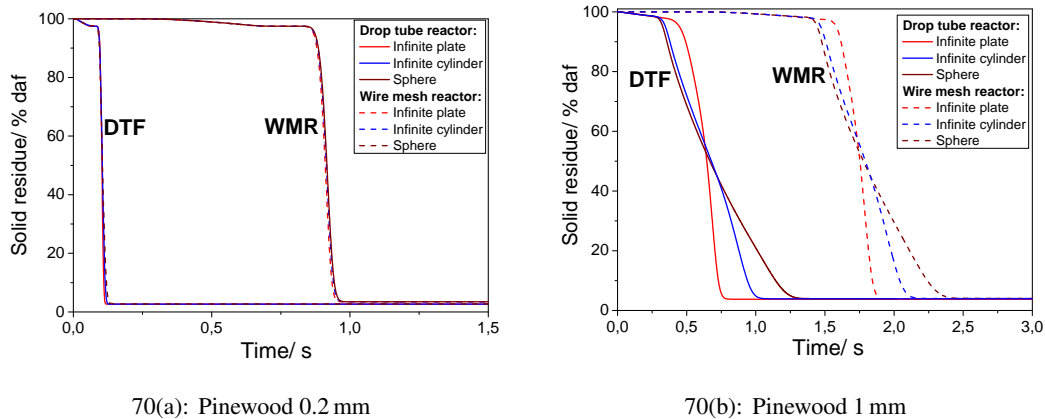 100
80
60
40
20
0
Solid residue/ % daf
0,0
0,5
1,0
1,5
Time/ s
DTF
WMR
Drop tube reactor:
Infinite plate
Infinite cylinder
Sphere
Wire mesh reactor:
Infinite plate
Infinite cylinder
Sphere
70(a): Pinewood 0.2 mm
100
80
60
40
20
0
Solid residue/ % daf
0,0
0,5
1,0
1,5
2,0
2,5
3,0
Time/ s
DTF
WMR
Drop tube reactor:
Infinite plate
Infinite cylinder
Sphere
Wire mesh reactor:
Infinite plate
Infinite cylinder
Sphere
70(b): Pinewood 1 mm